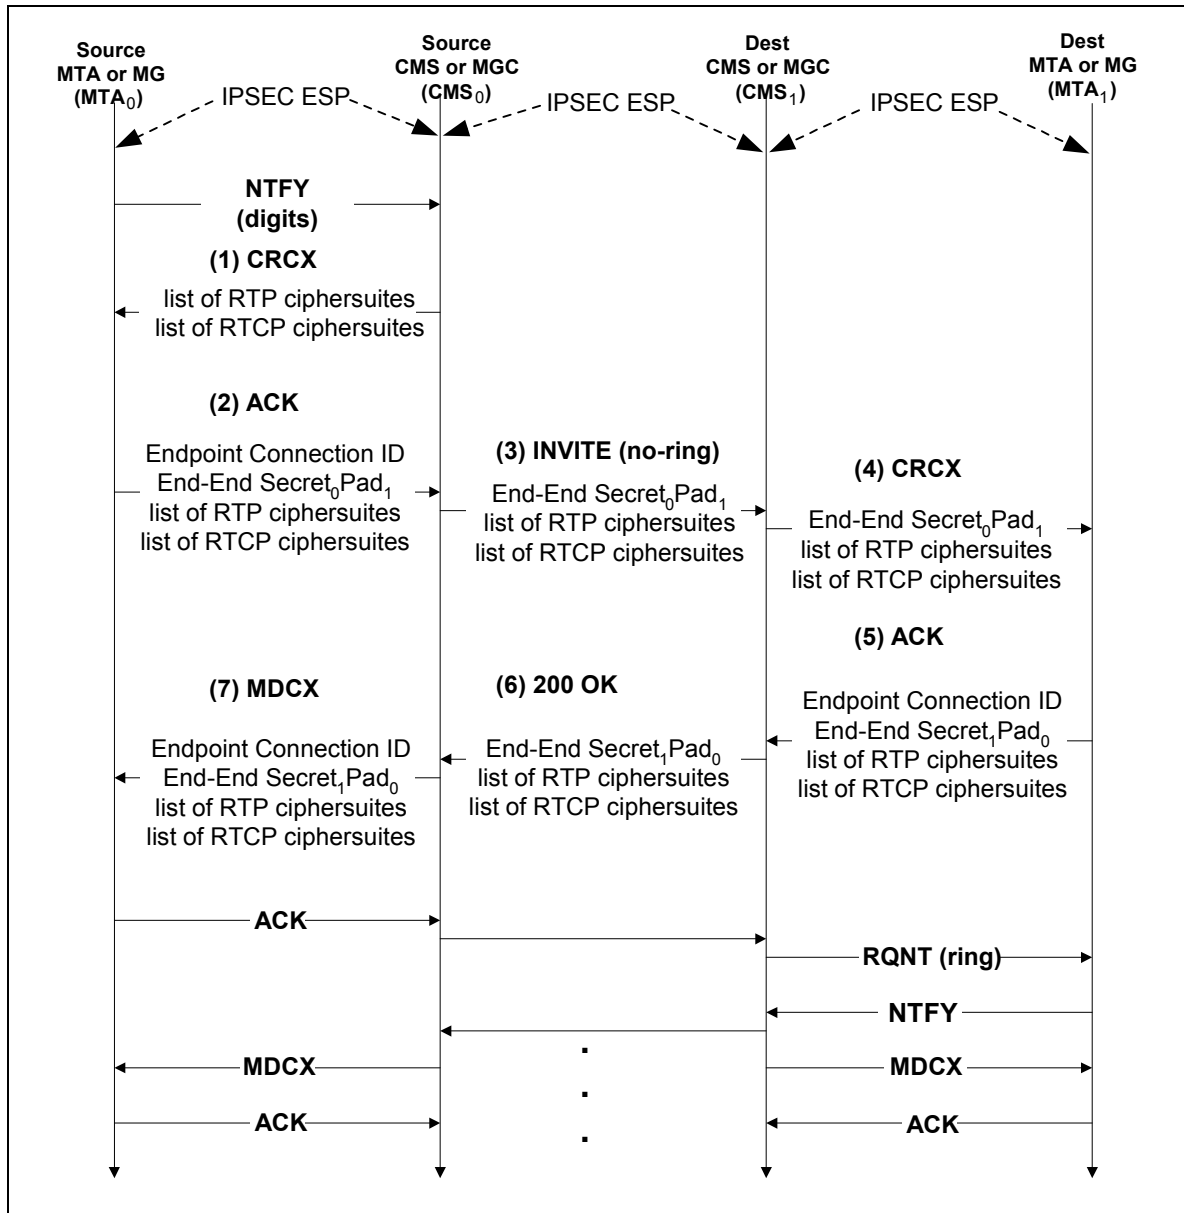 Source
MTA or MG
(MTA0)
Source
CMS or MGC
(CMS0)
Dest
CMS or MGC
(CMS1)
Dest
MTA or MG
(MTA1)
IPSEC ESP
IPSEC ESP
IPSEC ESP
NTFY
(digits)
(1) CRCX
list of RTP ciphersuites
list of RTCP ciphersuites
(2) ACK
Endpoint Connection ID
End-End Secret0Pad1
list of RTP ciphersuites
list of RTCP ciphersuites
(3) INVITE (no-ring)
End-End Secret0Pad1
list of RTP ciphersuites
list of RTCP ciphersuites
(4) CRCX
End-End Secret0Pad1
list of RTP ciphersuites
list of RTCP ciphersuites
(5) ACK
Endpoint Connection ID
End-End Secret1Pad0
list of RTP ciphersuites
list of RTCP ciphersuites
(6) 200 OK
End-End Secret1Pad0
list of RTP ciphersuites
list of RTCP ciphersuites
(7) MDCX
Endpoint Connection ID
End-End Secret1Pad0
list of RTP ciphersuites
list of RTCP ciphersuites
ACK
RQNT (ring)
NTFY
MDCX
MDCX
ACK
ACK